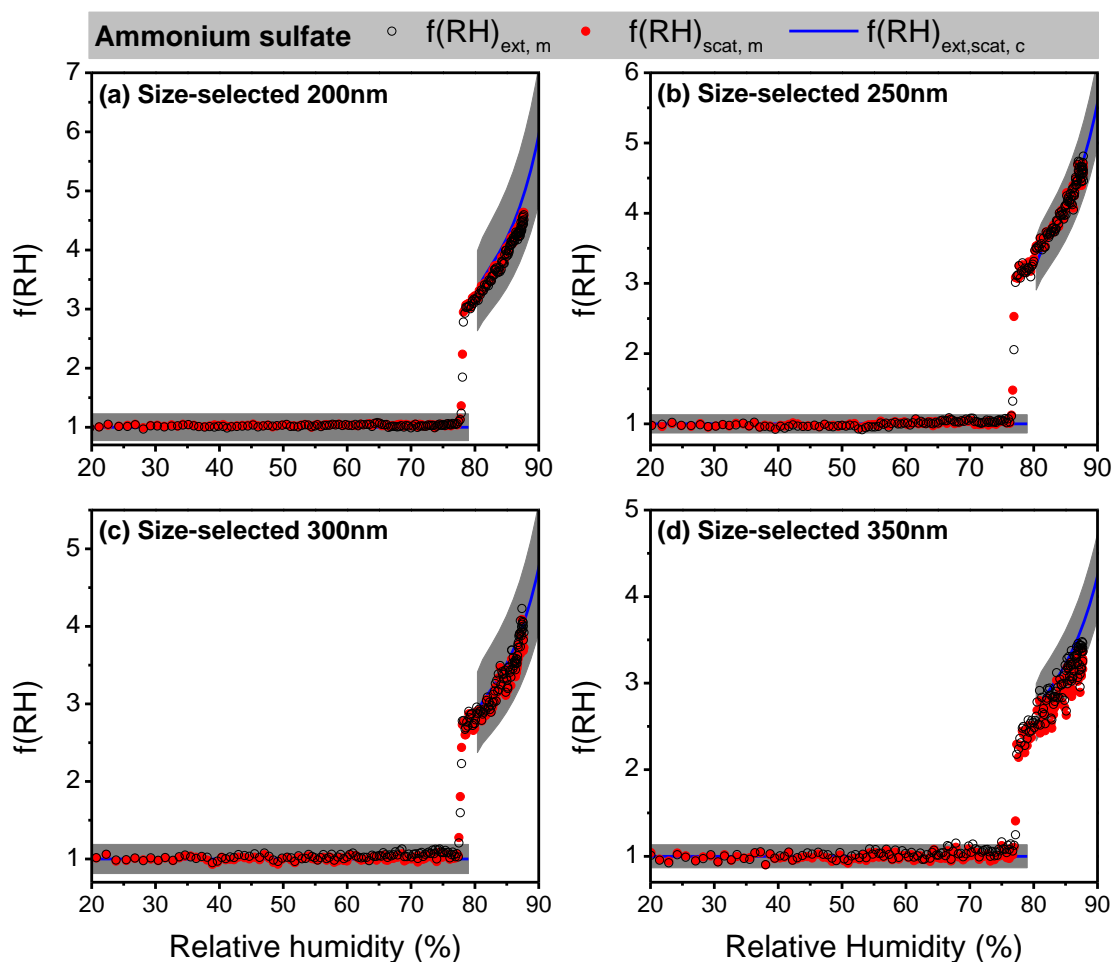 Ammonium sulfate f(RH)ext, m f(RH)scat, m f(RH)ext,scat, c
(a) Size-selected 200nm
7
6
5
4
3
2
1
f(RH)
20 30 40 50 60 70 80 90
(b) Size-selected 250nm
6
5
4
3
2
1
f(RH)
20 30 40 50 60 70 80 90
(c) Size-selected 300nm
5
4
3
2
1
f(RH)
20 30 40 50 60 70 80 90
Relative humidity (%)
(d) Size-selected 350nm
5
4
3
2
1
f(RH)
20 30 40 50 60 70 80 90
Relative Humidity (%)